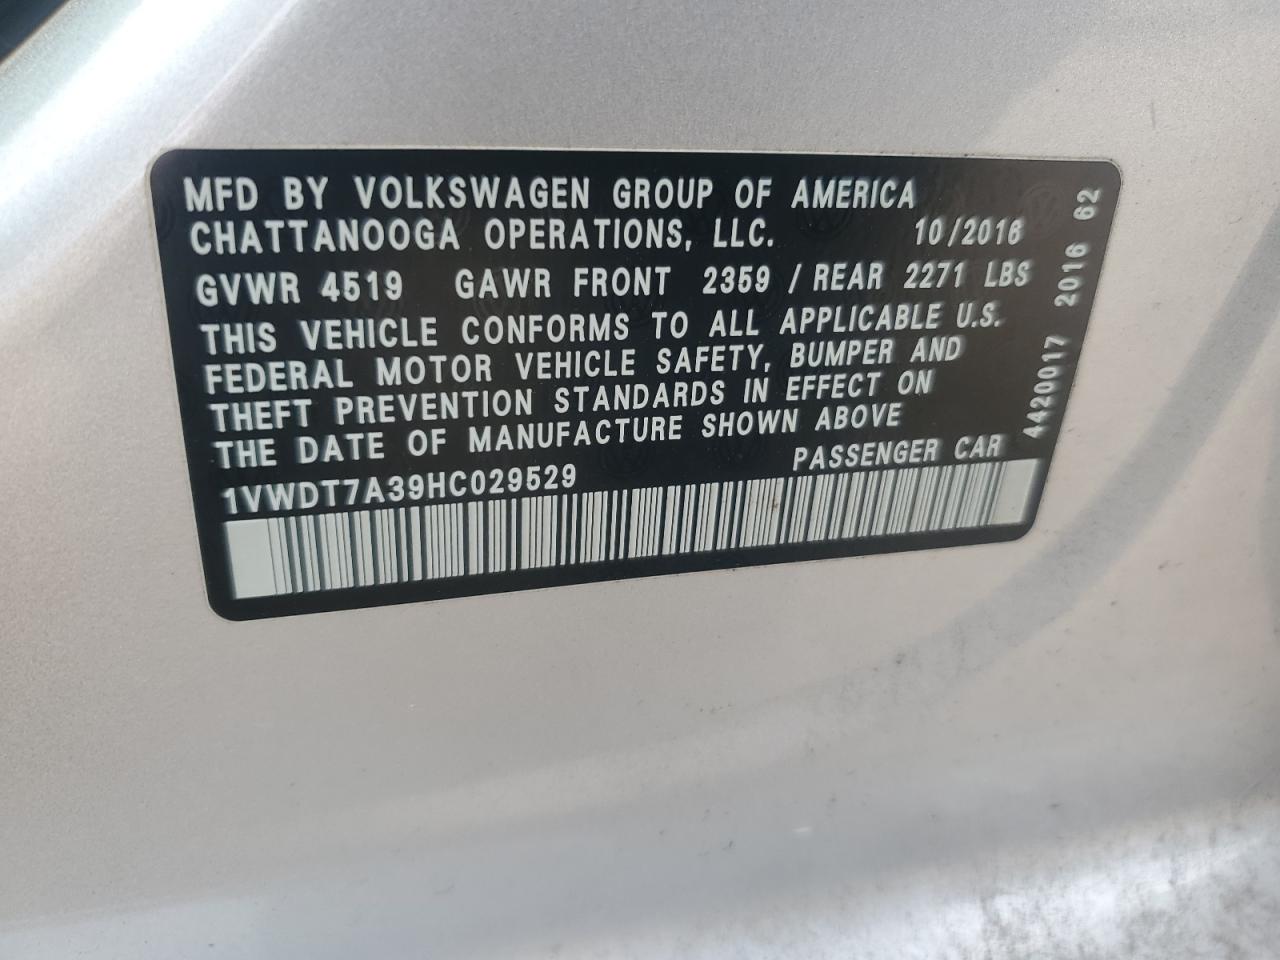 MFD BY VOLKSWAGEN GROUP OF AMERICA
CHATTANOOGA OPERATIONS, LLC. 10/2016
GVWR 4519 GAWR FRONT 2359 / REAR 2271 LBS
THIS VEHICLE CONFORMS TO ALL APPLICABLE U.S.
FEDERAL MOTOR VEHICLE SAFETY, BUMPER AND
THEFT PREVENTION STANDARDS IN EFFECT ON
THE DATE OF MANUFACTURE SHOWN ABOVE
PASSENGER CAR
1VWDT7A39HC029529
4420017 2016 62